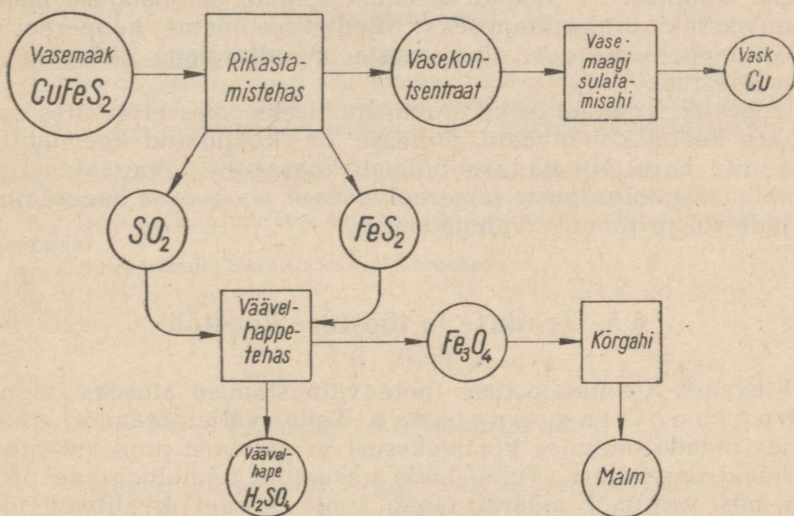 Vasemaak
CuFeS₂
Rikasta-
mistehas
Vasekon-
tsentraat
Vase-
maagi
sulata-
misahi
Vask
Cu
SO₂
FeS₂
Väävel-
happe-
tehas
Fe₃O₄
Kõrgahi
Väävel-
hape
H₂SO₄
Malm